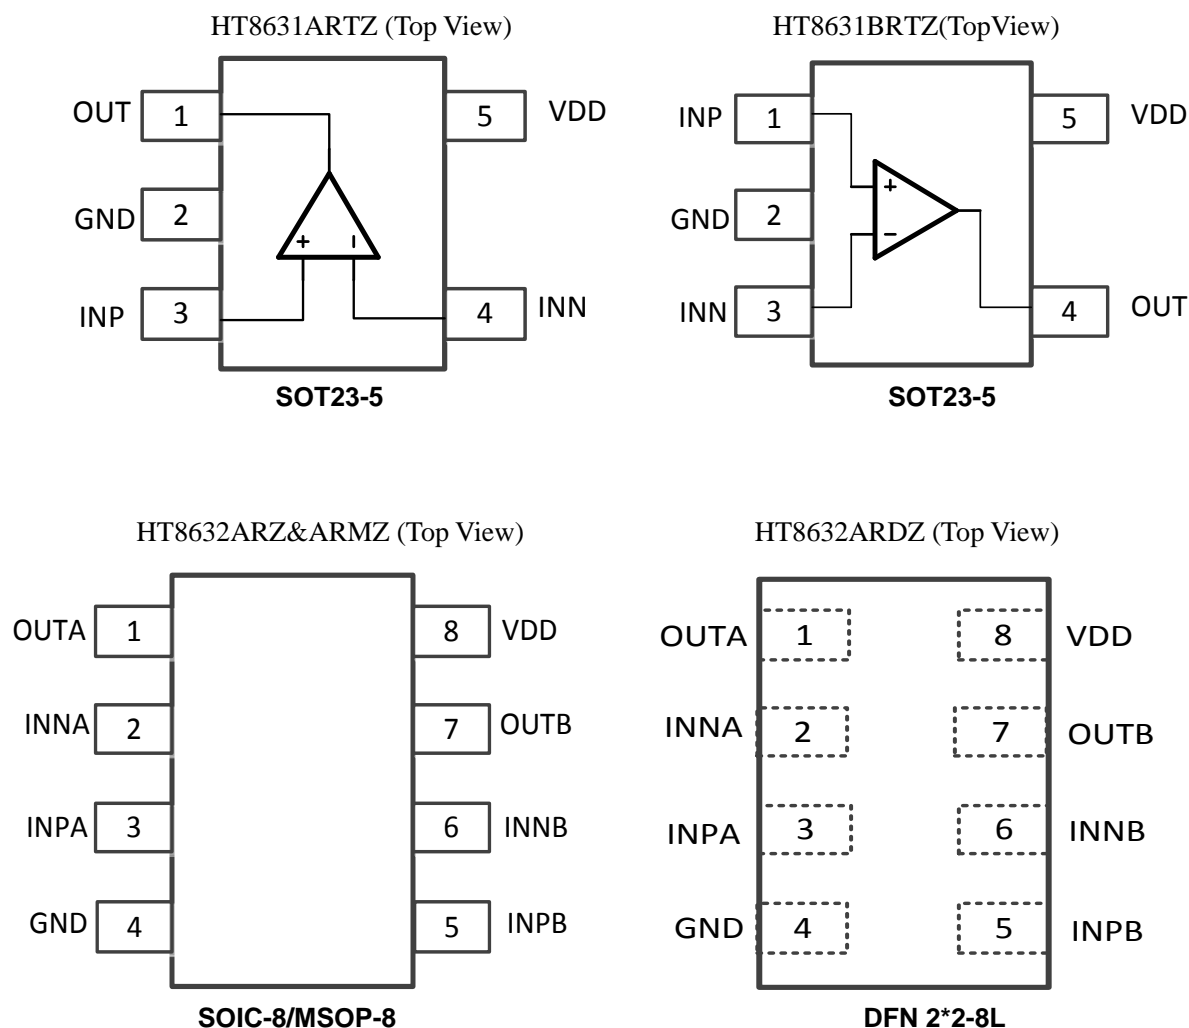 HT8631ARTZ (Top View)
OUT 1 5 VDD
GND 2
+ −
INP 3 4 INN
SOT23-5
HT8631BRTZ(TopView)
INP 1 5 VDD
+
GND 2
−
INN 3 4 OUT
SOT23-5
HT8632ARZ&ARMZ (Top View)
OUTA 1 8 VDD
INNA 2 7 OUTB
INPA 3 6 INNB
GND 4 5 INPB
SOIC-8/MSOP-8
HT8632ARDZ (Top View)
OUTA 1 8 VDD
INNA 2 7 OUTB
INPA 3 6 INNB
GND 4 5 INPB
DFN 2*2-8L